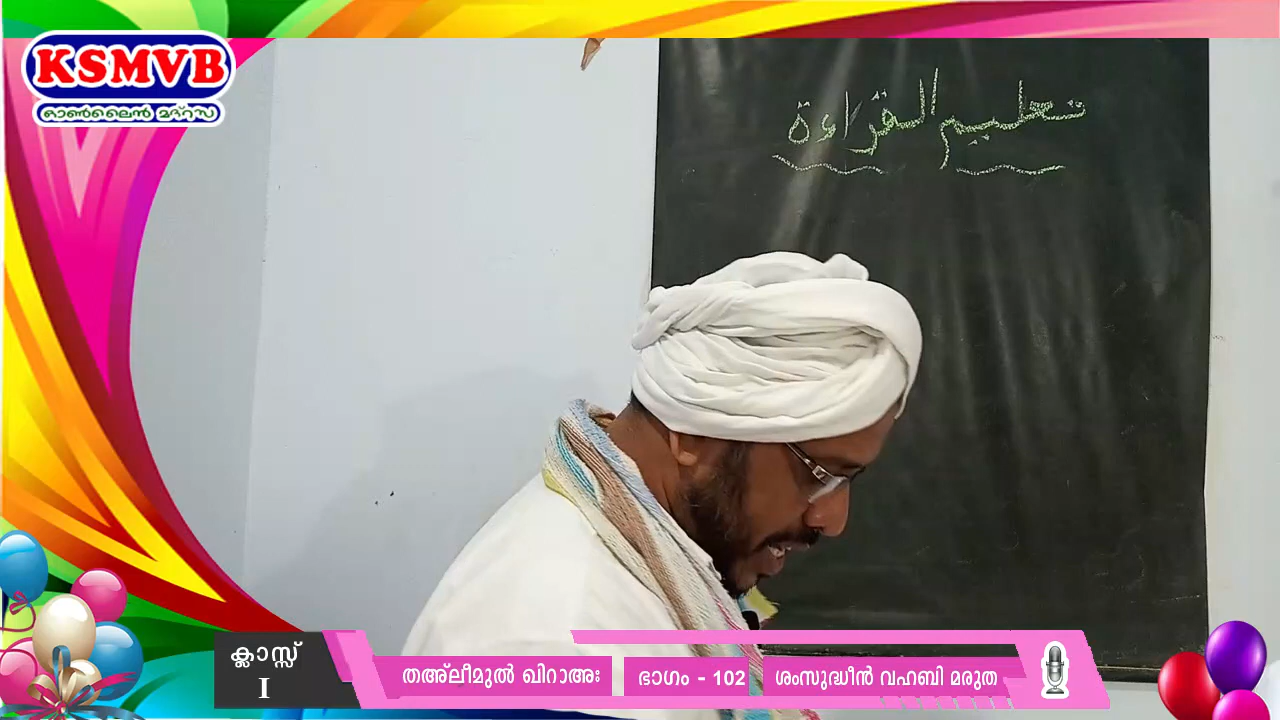 KSMVB
ഓൺലൈൻ മദ്റസ
تعليم القراءة
ക്ലാസ്സ്
I
തഅ്ലീമുൽ ഖിറാഅഃ
ഭാഗം - 102
ശംസുദ്ധീൻ വഹബി മരുത